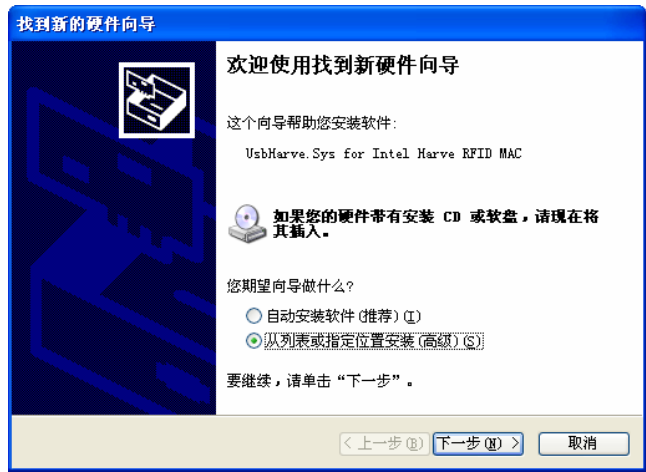 找到新的硬件向导
欢迎使用找到新硬件向导
这个向导帮助您安装软件:
UsbHarve.Sys for Intel Harve RFID MAC
如果您的硬件带有安装 CD 或软盘，请现在将
其插入。
您期望向导做什么?
自动安装软件(推荐)(I)
从列表或指定位置安装(高级)(S)
要继续，请单击“下一步”。
<上一步(B) 下一步(N) > 取消